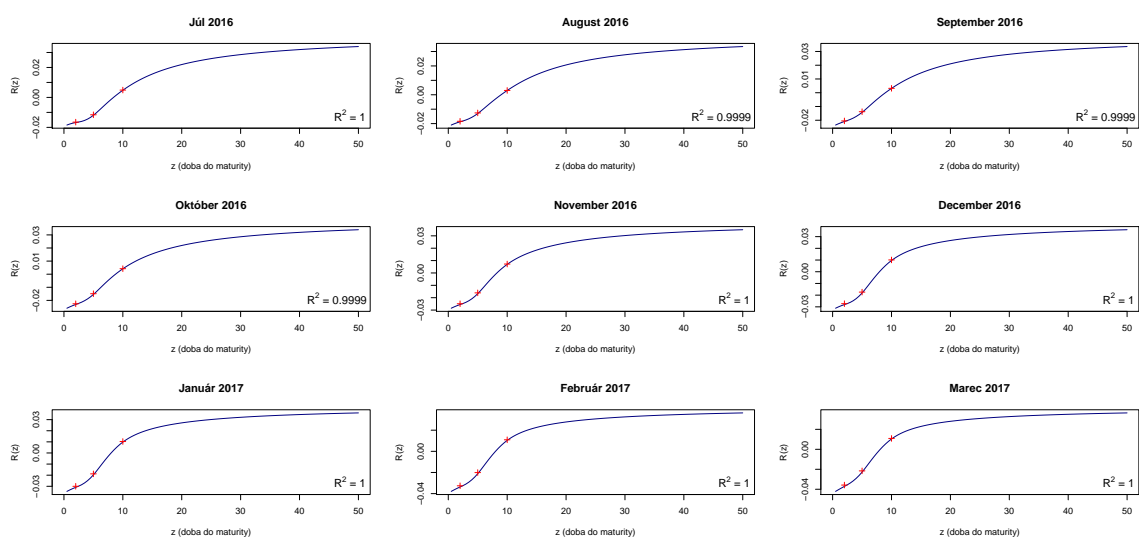 Júl 2016
R(z)
0.02
0.00
−0.02
R² = 1
0 10 20 30 40 50
z (doba do maturity)
August 2016
R(z)
0.02
0.00
−0.02
R² = 0.9999
0 10 20 30 40 50
z (doba do maturity)
September 2016
R(z)
0.03
0.01
−0.02
R² = 0.9999
0 10 20 30 40 50
z (doba do maturity)
Október 2016
R(z)
0.03
0.01
−0.02
R² = 0.9999
0 10 20 30 40 50
z (doba do maturity)
November 2016
R(z)
0.03
0.00
−0.03
R² = 1
0 10 20 30 40 50
z (doba do maturity)
December 2016
R(z)
0.03
0.00
−0.03
R² = 1
0 10 20 30 40 50
z (doba do maturity)
Január 2017
R(z)
0.03
0.00
−0.03
R² = 1
0 10 20 30 40 50
z (doba do maturity)
Február 2017
R(z)
0.00
−0.04
R² = 1
0 10 20 30 40 50
z (doba do maturity)
Marec 2017
R(z)
0.00
−0.04
R² = 1
0 10 20 30 40 50
z (doba do maturity)